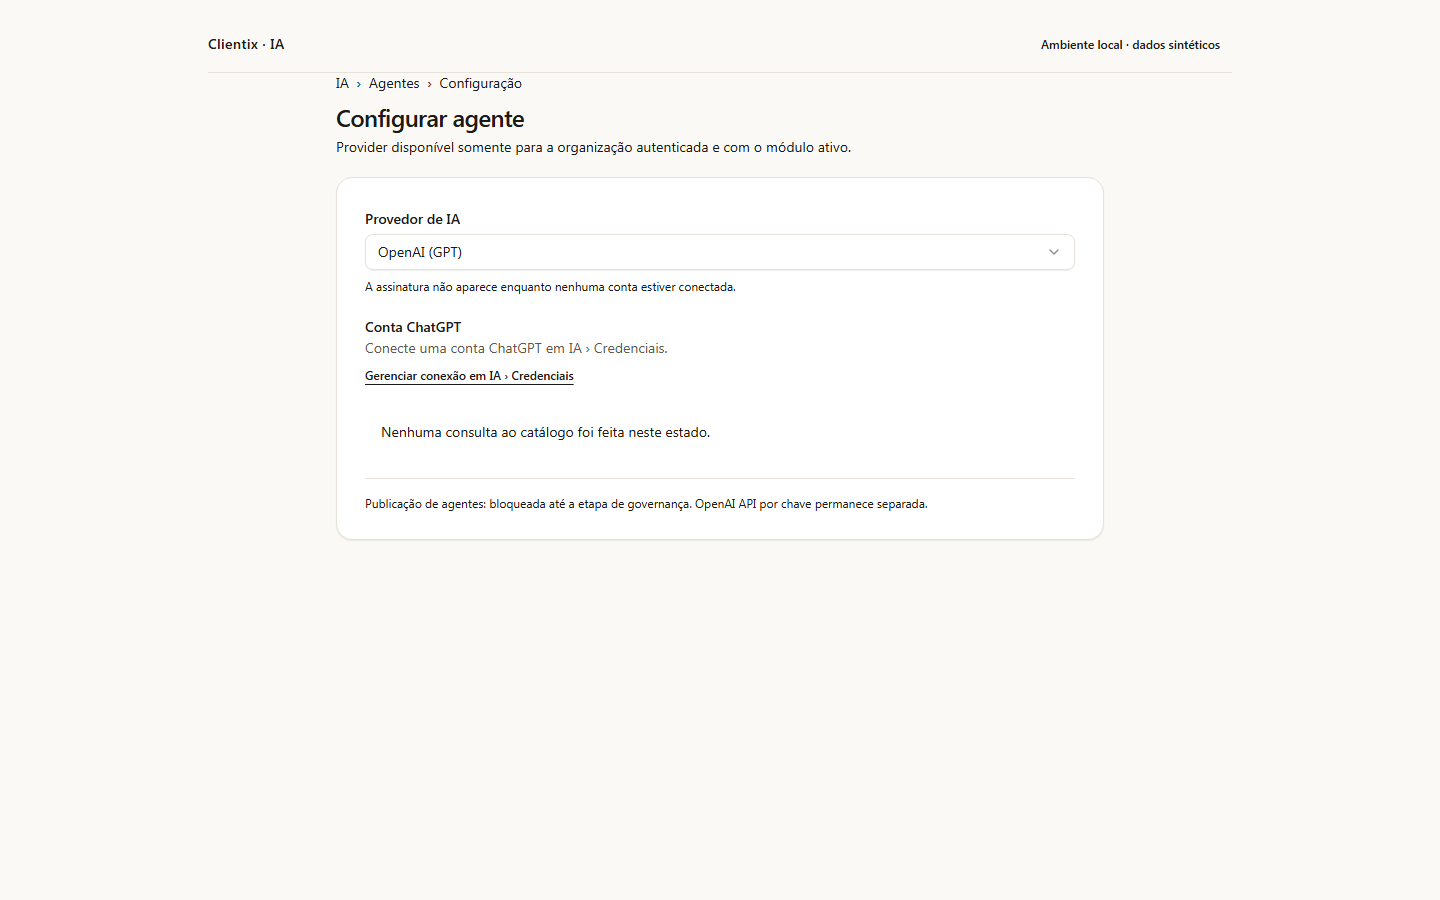 Clientix · IA
Ambiente local · dados sintéticos
IA › Agentes › Configuração
Configurar agente
Provider disponível somente para a organização autenticada e com o módulo ativo.
Provedor de IA
OpenAI (GPT)
A assinatura não aparece enquanto nenhuma conta estiver conectada.
Conta ChatGPT
Conecte uma conta ChatGPT em IA › Credenciais.
Gerenciar conexão em IA › Credenciais
Nenhuma consulta ao catálogo foi feita neste estado.
Publicação de agentes: bloqueada até a etapa de governança. OpenAI API por chave permanece separada.